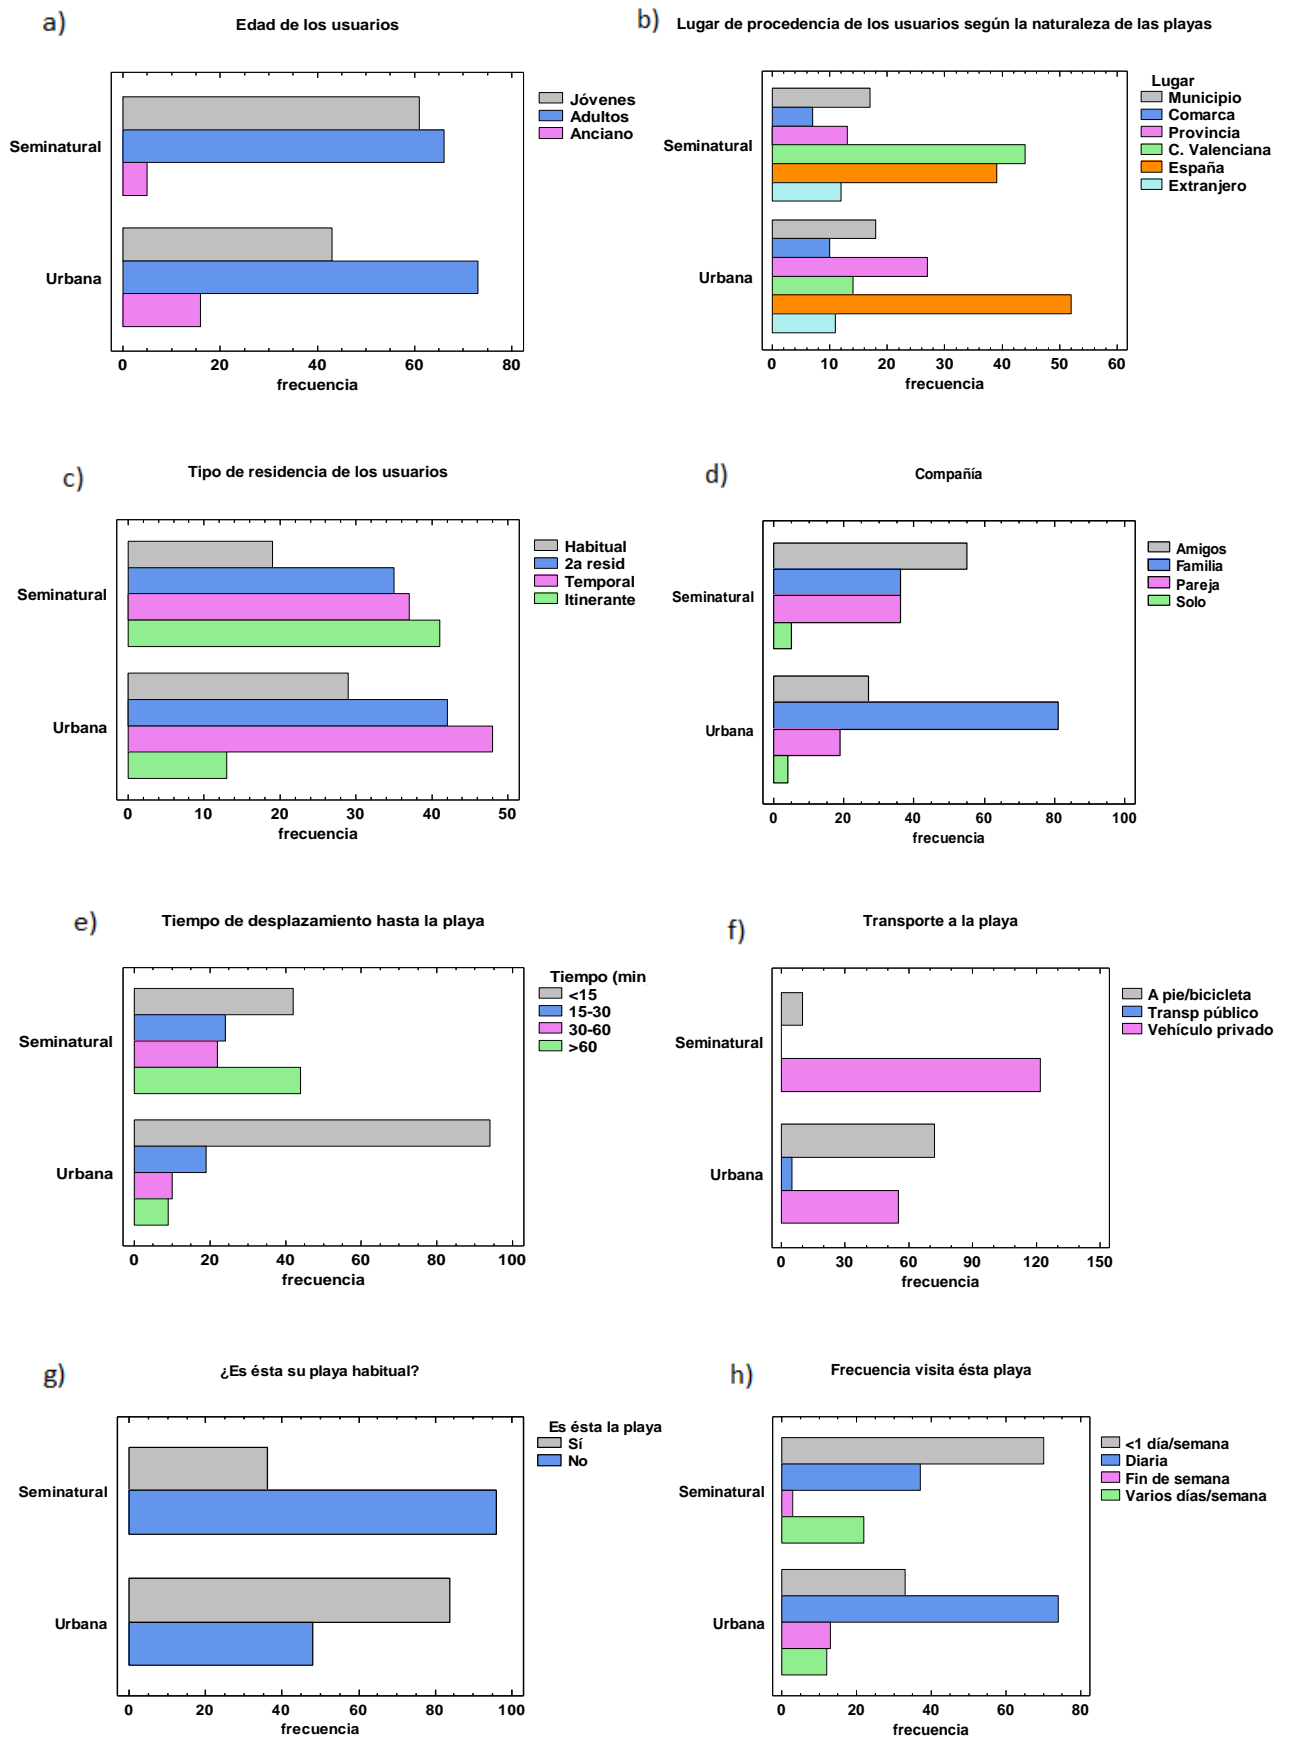 a)
Edad de los usuarios
Jóvenes
Adultos
Anciano
Seminatural
Urbana
0 20 40 60 80
frecuencia
b)
Lugar de procedencia de los usuarios según la naturaleza de las playas
Lugar
Municipio
Comarca
Provincia
C. Valenciana
España
Extranjero
Seminatural
Urbana
0 10 20 30 40 50 60
frecuencia
c)
Tipo de residencia de los usuarios
Habitual
2a resid
Temporal
Itinerante
Seminatural
Urbana
0 10 20 30 40 50
frecuencia
d)
Compañía
Amigos
Familia
Pareja
Solo
Seminatural
Urbana
0 20 40 60 80 100
frecuencia
e)
Tiempo de desplazamiento hasta la playa
Tiempo (min
<15
15-30
30-60
>60
Seminatural
Urbana
0 20 40 60 80 100
frecuencia
f)
Transporte a la playa
A pie/bicicleta
Transp público
Vehículo privado
Seminatural
Urbana
0 30 60 90 120 150
frecuencia
g)
¿Es ésta su playa habitual?
Es ésta la playa
Sí
No
Seminatural
Urbana
0 20 40 60 80 100
frecuencia
h)
Frecuencia visita ésta playa
<1 día/semana
Diaria
Fin de semana
Varios días/semana
Seminatural
Urbana
0 20 40 60 80
frecuencia